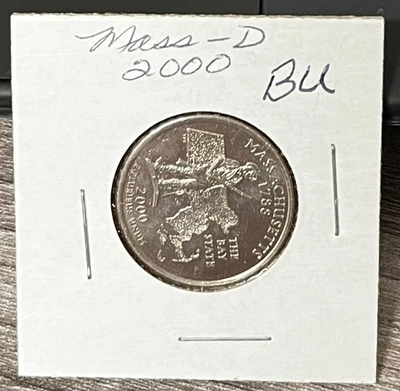 Mass-D
2000
BU
MASSACHUSETTS
1788
THE
BAY
STATE
2000